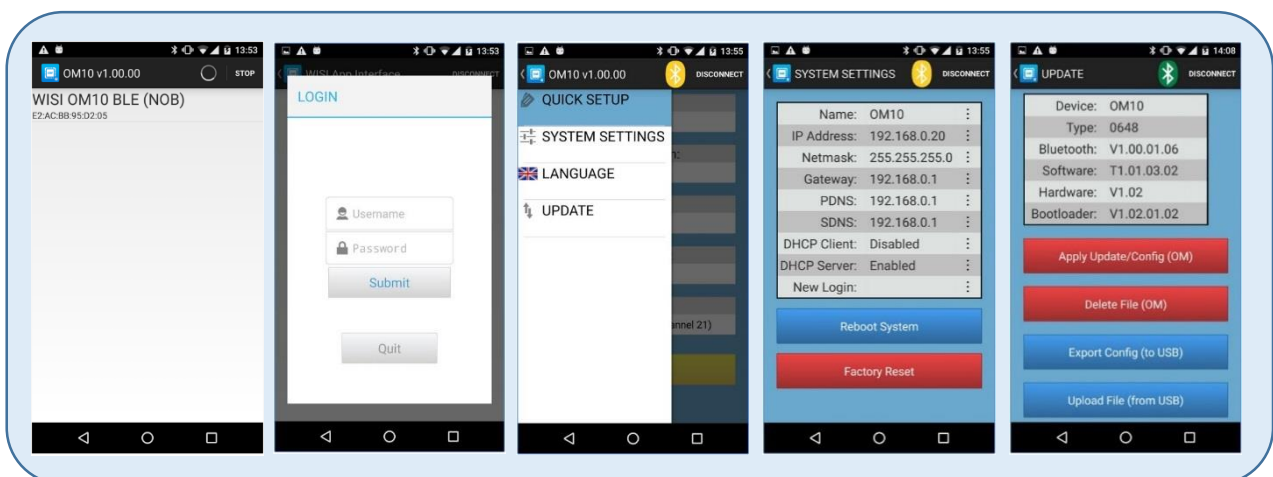 13:53
OM10 v1.00.00 STOP
WISI OM10 BLE (NOB)
E2:AC:BB:95:D2:05
13:53
WISI App Interface DISCONNECT
LOGIN
Username
Password
Submit
Quit
13:55
OM10 v1.00.00 DISCONNECT
QUICK SETUP
SYSTEM SETTINGS
n:
LANGUAGE
UPDATE
annel 21)
13:55
SYSTEM SETTINGS DISCONNECT
Name: OM10
IP Address: 192.168.0.20
Netmask: 255.255.255.0
Gateway: 192.168.0.1
PDNS: 192.168.0.1
SDNS: 192.168.0.1
DHCP Client: Disabled
DHCP Server: Enabled
New Login:
Reboot System
Factory Reset
14:08
UPDATE DISCONNECT
Device: OM10
Type: 0648
Bluetooth: V1.00.01.06
Software: T1.01.03.02
Hardware: V1.02
Bootloader: V1.02.01.02
Apply Update/Config (OM)
Delete File (OM)
Export Config (to USB)
Upload File (from USB)